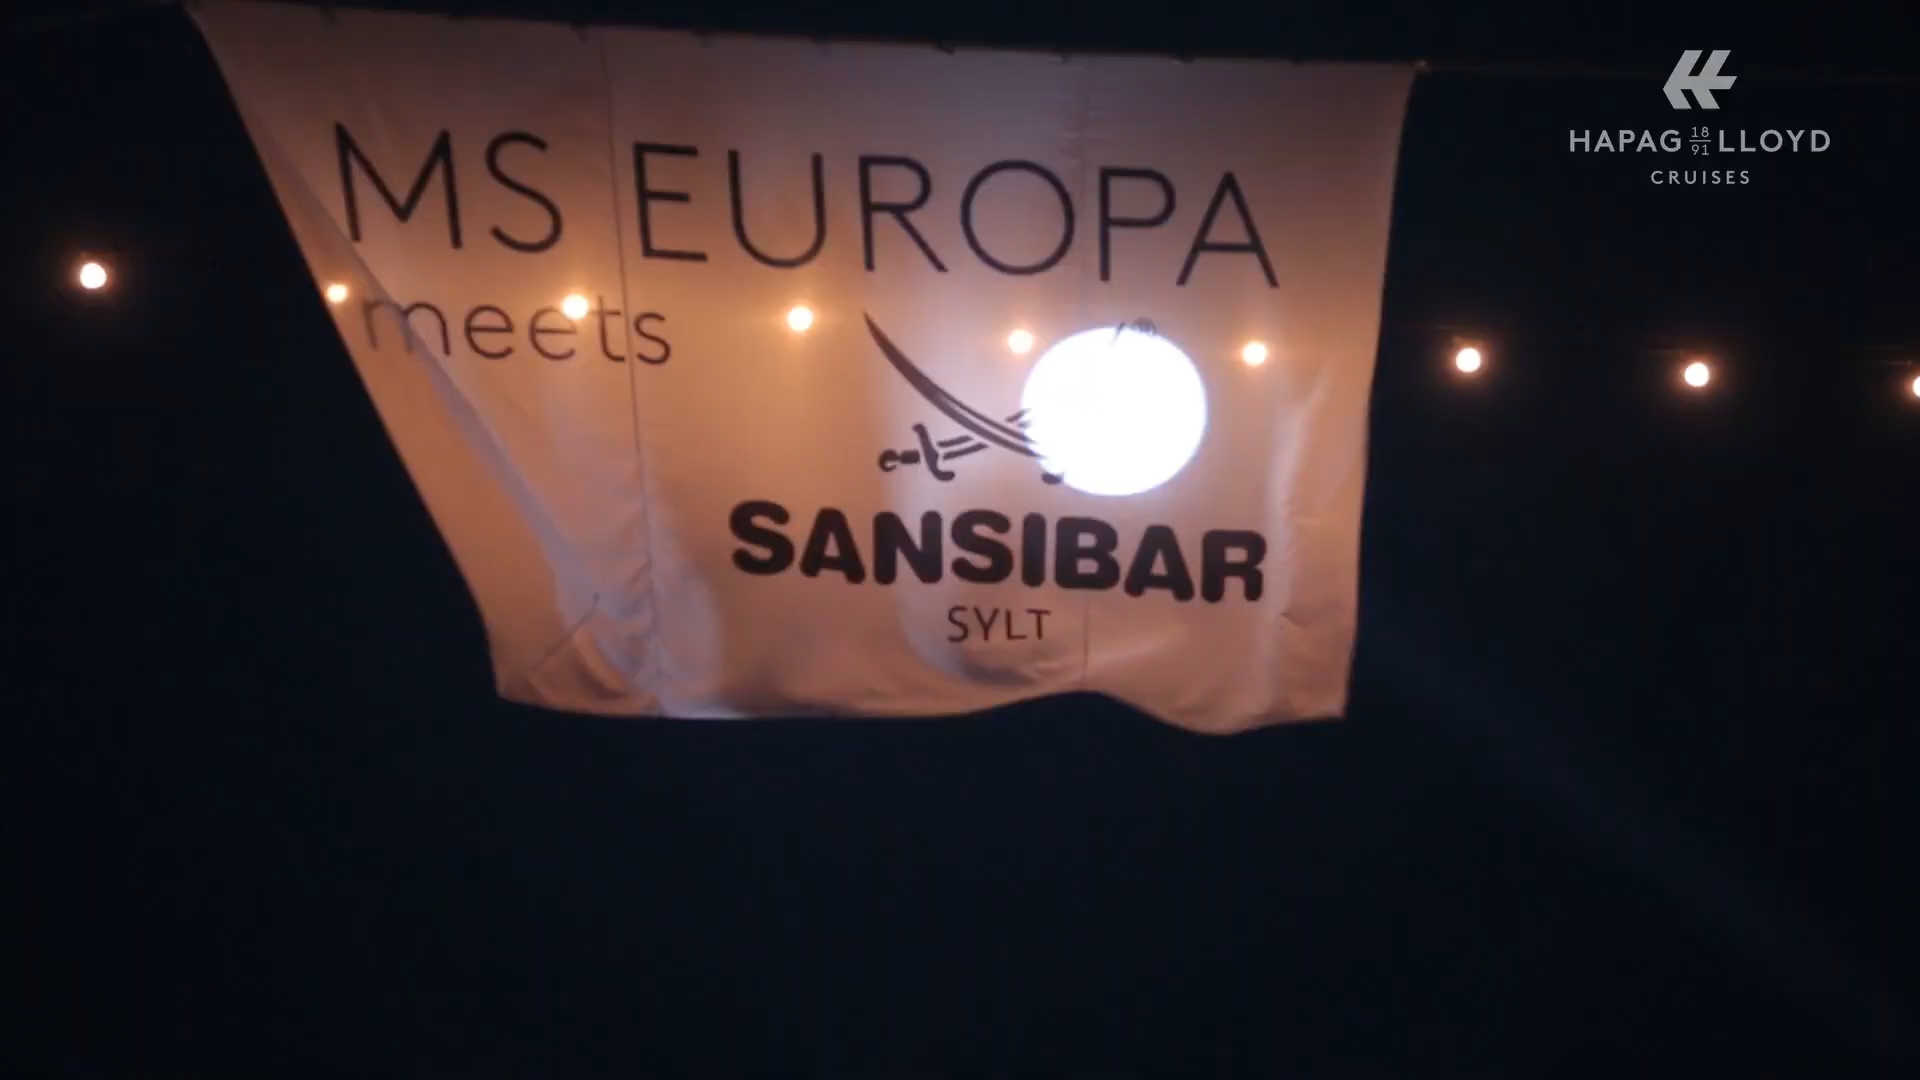 MS EUROPA
meets
SANSIBAR
SYLT
HAPAG 18 91 LLOYD
CRUISES